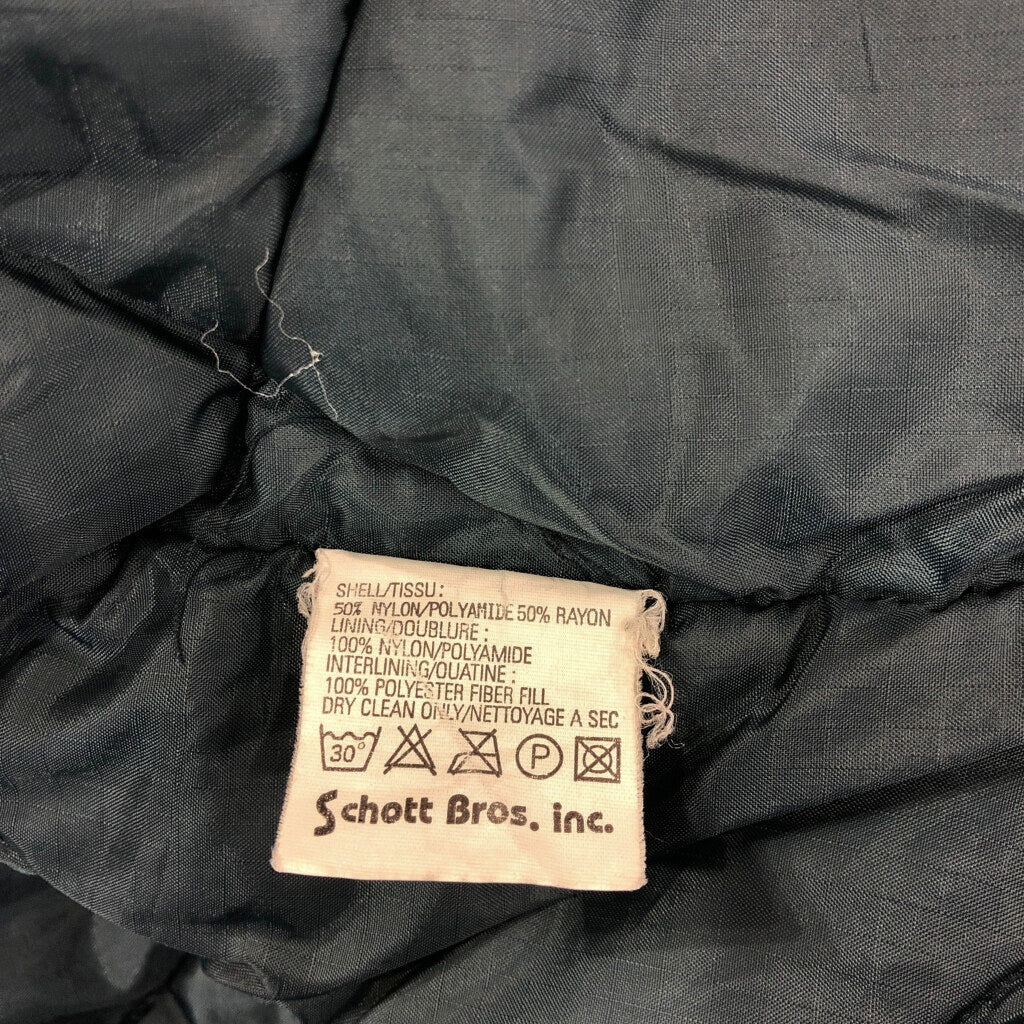 SHELL/TISSU :
50% NYLON/POLYAMIDE 50% RAYON
LINING/DOUBLURE :
100% NYLON/POLYAMIDE
INTERLINING/OUATINE :
100% POLYESTER FIBER FILL
DRY CLEAN ONLY/NETTOYAGE A SEC
30° P
Schott Bros. inc.